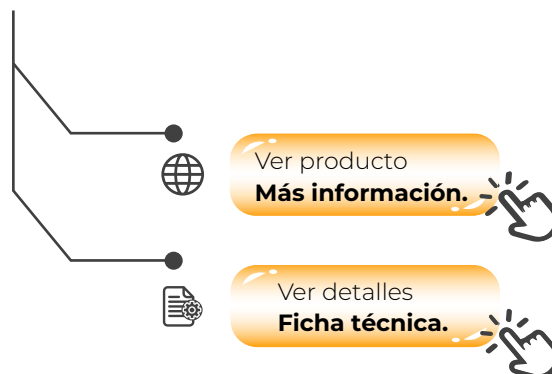 Ver producto
Más información.
Ver detalles
Ficha técnica.